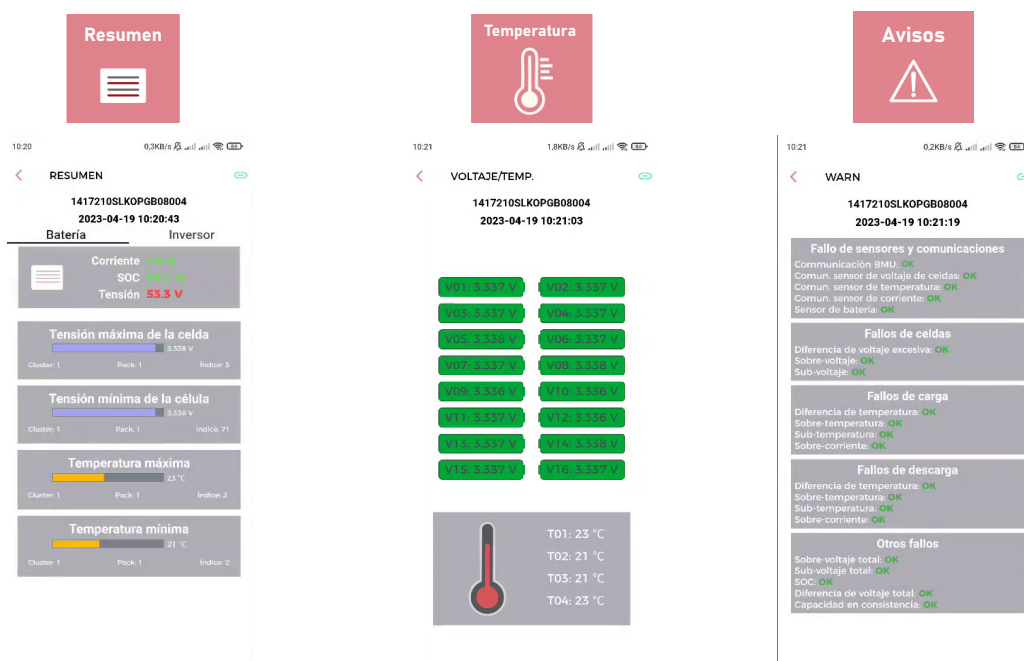 Resumen
10:20 0,3KB/s 84
RESUMEN
1417210SLKOPGB08004
2023-04-19 10:20:43
Batería Inversor
Corriente
SOC
Tensión 53.3 V
Tensión máxima de la celda
3.338 V
Cluster: 1 Pack: 1 Índice: 3
Tensión mínima de la célula
3.336 V
Cluster: 1 Pack: 1 Índice: 71
Temperatura máxima
23 °C
Cluster: 1 Pack: 1 Índice: 2
Temperatura mínima
21 °C
Cluster: 1 Pack: 1 Índice: 2
Temperatura
10:21 1,8KB/s 84
VOLTAJE/TEMP.
1417210SLKOPGB08004
2023-04-19 10:21:03
V01: 3.337 V V02: 3.337 V
V03: 3.337 V V04: 3.337 V
V05: 3.338 V V06: 3.337 V
V07: 3.337 V V08: 3.338 V
V09: 3.336 V V10: 3.336 V
V11: 3.337 V V12: 3.336 V
V13: 3.337 V V14: 3.338 V
V15: 3.337 V V16: 3.337 V
T01: 23 °C
T02: 21 °C
T03: 21 °C
T04: 23 °C
Avisos
10:21 0,2KB/s 84
WARN
1417210SLKOPGB08004
2023-04-19 10:21:19
Fallo de sensores y comunicaciones
Communicación BMU: OK
Comun. sensor de voltaje de celdas: OK
Comun. sensor de temperatura: OK
Comun. sensor de corriente: OK
Sensor de batería: OK
Fallos de celdas
Diferencia de voltaje excesiva: OK
Sobre-voltaje: OK
Sub-voltaje: OK
Fallos de carga
Diferencia de temperatura: OK
Sobre-temperatura: OK
Sub-temperatura: OK
Sobre-corriente: OK
Fallos de descarga
Diferencia de temperatura: OK
Sobre-temperatura: OK
Sub-temperatura: OK
Sobre-corriente: OK
Otros fallos
Sobre-voltaje total: OK
Sub-voltaje total: OK
SOC: OK
Diferencia de voltaje total: OK
Capacidad en consistencia: OK